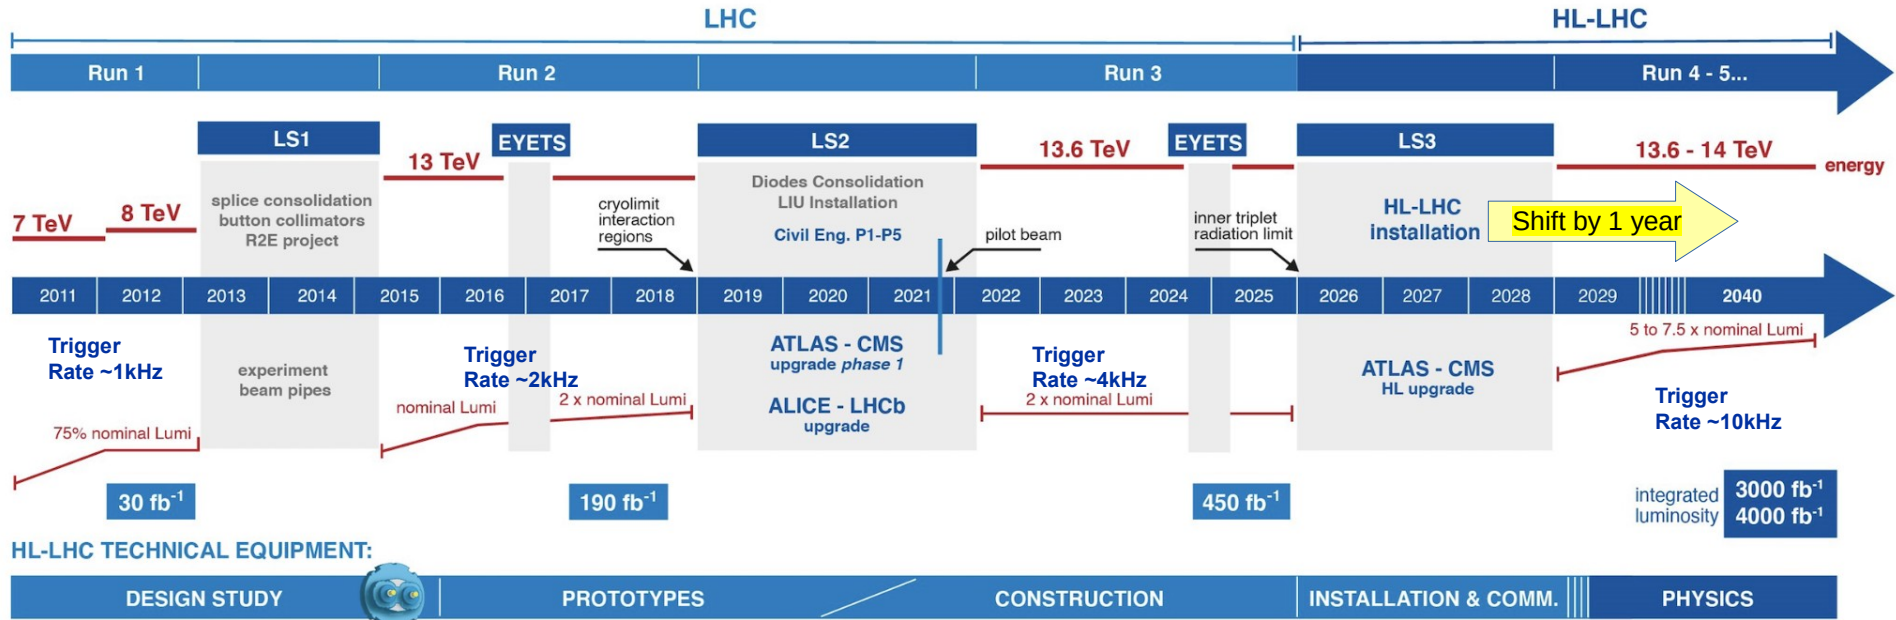 LHC
HL-LHC
Run 1
Run 2
Run 3
Run 4 - 5...
LS1
EYETS
LS2
EYETS
LS3
7 TeV
8 TeV
13 TeV
13.6 TeV
13.6 - 14 TeV
energy
splice consolidation
button collimators
R2E project
cryolimit
interaction
regions
Diodes Consolidation
LIU Installation
Civil Eng. P1-P5
pilot beam
inner triplet
radiation limit
HL-LHC
installation
Shift by 1 year
2011
2012
2013
2014
2015
2016
2017
2018
2019
2020
2021
2022
2023
2024
2025
2026
2027
2028
2029
2040
Trigger
Rate ~1kHz
75% nominal Lumi
experiment
beam pipes
Trigger
Rate ~2kHz
nominal Lumi
2 x nominal Lumi
ATLAS - CMS
upgrade phase 1
ALICE - LHCb
upgrade
Trigger
Rate ~4kHz
2 x nominal Lumi
ATLAS - CMS
HL upgrade
5 to 7.5 x nominal Lumi
Trigger
Rate ~10kHz
30 fb-1
190 fb-1
450 fb-1
integrated
luminosity
3000 fb-1
4000 fb-1
HL-LHC TECHNICAL EQUIPMENT:
DESIGN STUDY
PROTOTYPES
CONSTRUCTION
INSTALLATION & COMM.
PHYSICS